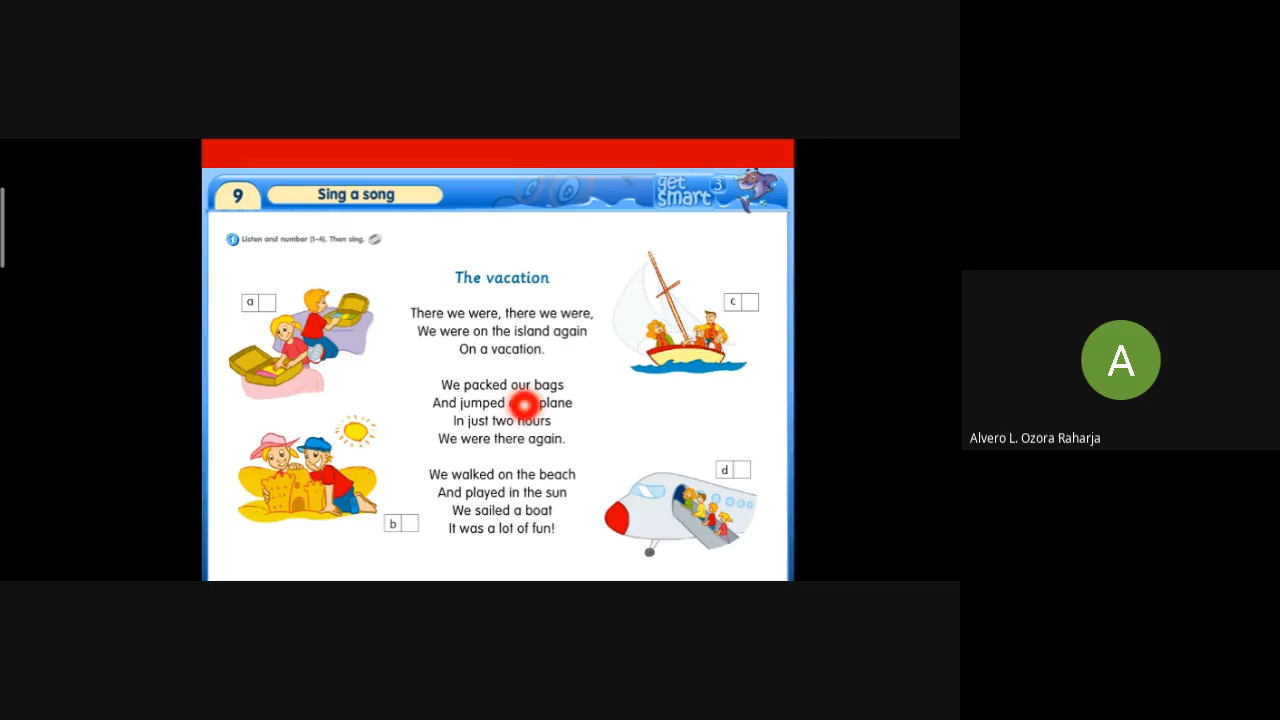 9
Sing a song
get
smart 3
1 Listen and number (1-4). Then sing.
The vacation
There we were, there we were,
We were on the island again
On a vacation.
We packed our bags
And jumped plane
In just two hours
We were there again.
We walked on the beach
And played in the sun
We sailed a boat
It was a lot of fun!
a
b
c
d
A
Alvero L. Ozora Raharja